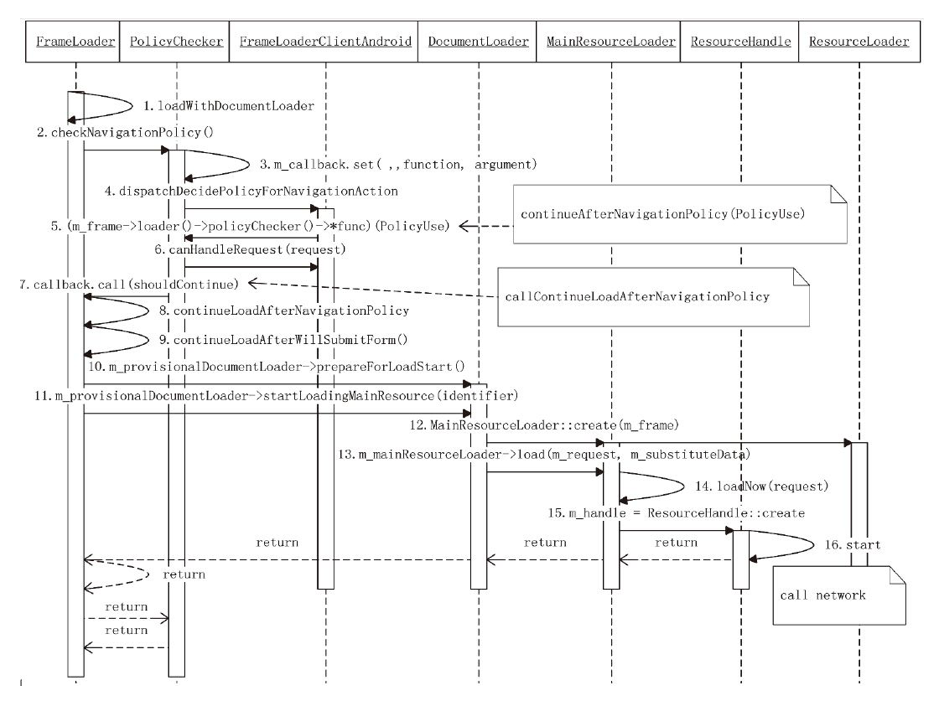 FrameLoader
PolicyChecker
FrameLoaderClientAndroid
DocumentLoader
MainResourceLoader
ResourceHandle
ResourceLoader
1.loadWithDocumentLoader
2.checkNavigationPolicy()
3.m_callback.set( ,,function, argument)
4.dispatchDecidePolicyForNavigationAction
continueAfterNavigationPolicy(PolicyUse)
5.(m_frame->loader()->policyChecker()->*func)(PolicyUse)
6.canHandleRequest(request)
7.callback.call(shouldContinue)
callContinueLoadAfterNavigationPolicy
8.continueLoadAfterNavigationPolicy
9.continueLoadAfterWillSubmitForm()
10.m_provisionalDocumentLoader->prepareForLoadStart()
11.m_provisionalDocumentLoader->startLoadingMainResource(identifier)
12.MainResourceLoader::create(m_frame)
13.m_mainResourceLoader->load(m_request, m_substituteData)
14.loadNow(request)
15.m_handle = ResourceHandle::create
return
return
return
16.start
return
call network
return
return